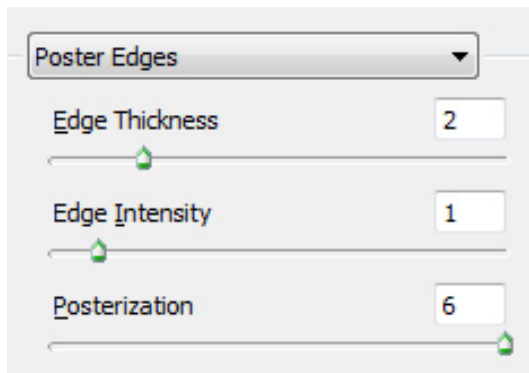 Poster Edges
Edge Thickness 2
Edge Intensity 1
Posterization 6